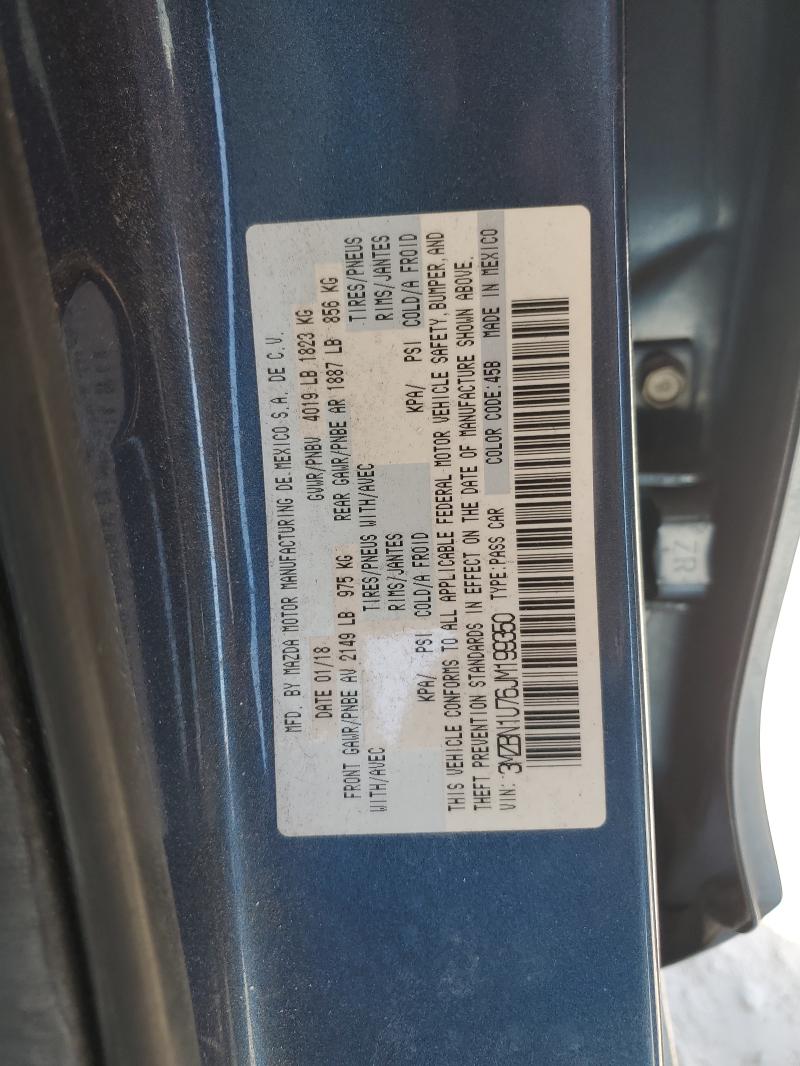 MFD. BY MAZDA MOTOR MANUFACTURING DE MEXICO S.A. DE C.V.
DATE 01/18 GVWR/PNBV 4019 LB 1823 KG
FRONT GAWR/PNBE AV 2149 LB 975 KG REAR GAWR/PNBE AR 1887 LB 856 KG
WITH/AVEC TIRES/PNEUS WITH/AVEC TIRES/PNEUS
RIMS/JANTES RIMS/JANTES
KPA/ PSI COLD/A FROID KPA/ PSI COLD/A FROID
THIS VEHICLE CONFORMS TO ALL APPLICABLE FEDERAL MOTOR VEHICLE SAFETY, BUMPER, AND
THEFT PREVENTION STANDARDS IN EFFECT ON THE DATE OF MANUFACTURE SHOWN ABOVE.
VIN: 3MZBN1U76JM199350 TYPE:PASS CAR COLOR CODE:45B MADE IN MEXICO
ZR